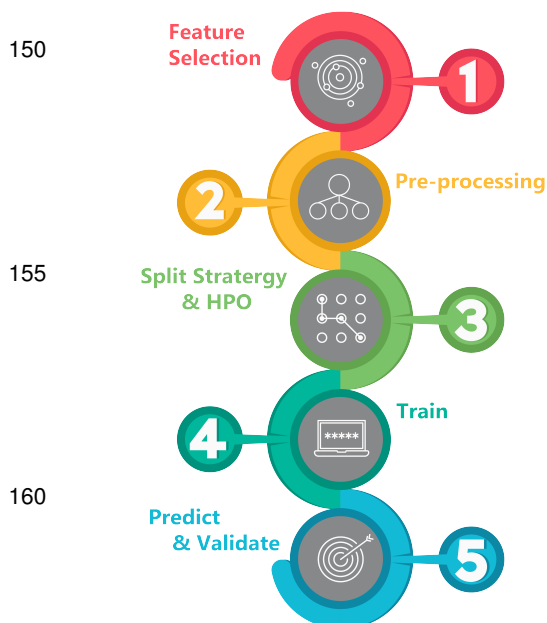 150
Feature
Selection
1
2
Pre-processing
155
Split Stratergy
& HPO
3
4
Train
*****
160
Predict
& Validate
5